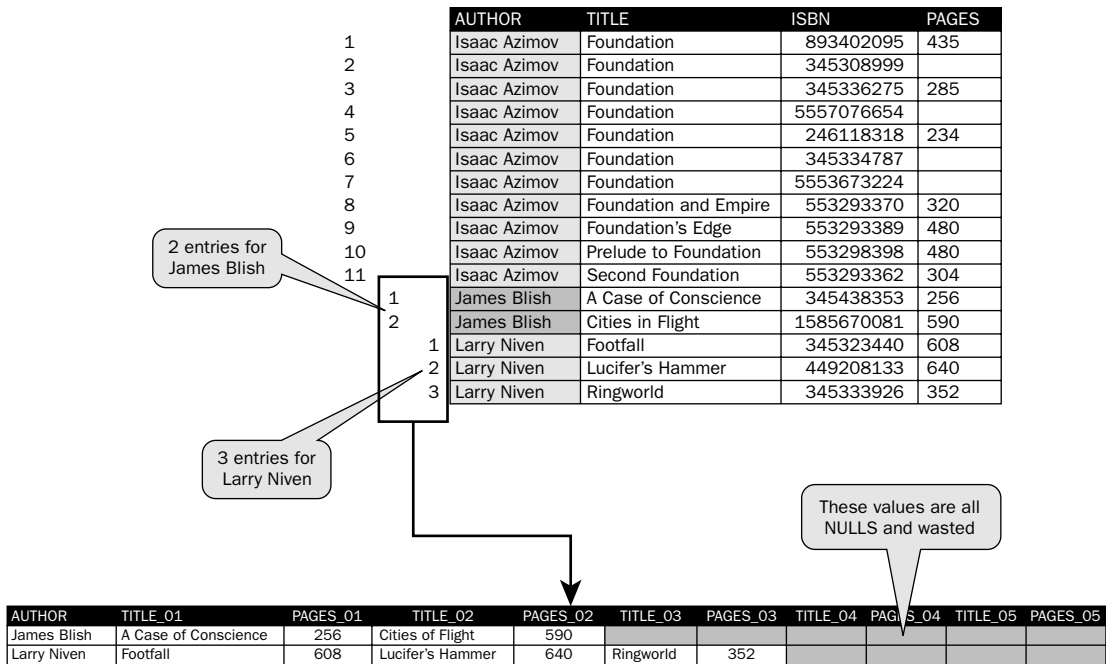 AUTHOR TITLE ISBN PAGES
1 Isaac Azimov Foundation 893402095 435
2 Isaac Azimov Foundation 345308999
3 Isaac Azimov Foundation 345336275 285
4 Isaac Azimov Foundation 5557076654
5 Isaac Azimov Foundation 246118318 234
6 Isaac Azimov Foundation 345334787
7 Isaac Azimov Foundation 5553673224
8 Isaac Azimov Foundation and Empire 553293370 320
9 Isaac Azimov Foundation's Edge 553293389 480
10 Isaac Azimov Prelude to Foundation 553298398 480
11 Isaac Azimov Second Foundation 553293362 304
1 James Blish A Case of Conscience 345438353 256
2 James Blish Cities in Flight 1585670081 590
1 Larry Niven Footfall 345323440 608
2 Larry Niven Lucifer's Hammer 449208133 640
3 Larry Niven Ringworld 345333926 352
2 entries for
James Blish
3 entries for
Larry Niven
These values are all
NULLS and wasted
AUTHOR TITLE_01 PAGES_01 TITLE_02 PAGES_02 TITLE_03 PAGES_03 TITLE_04 PAGES_04 TITLE_05 PAGES_05
James Blish A Case of Conscience 256 Cities of Flight 590
Larry Niven Footfall 608 Lucifer's Hammer 640 Ringworld 352